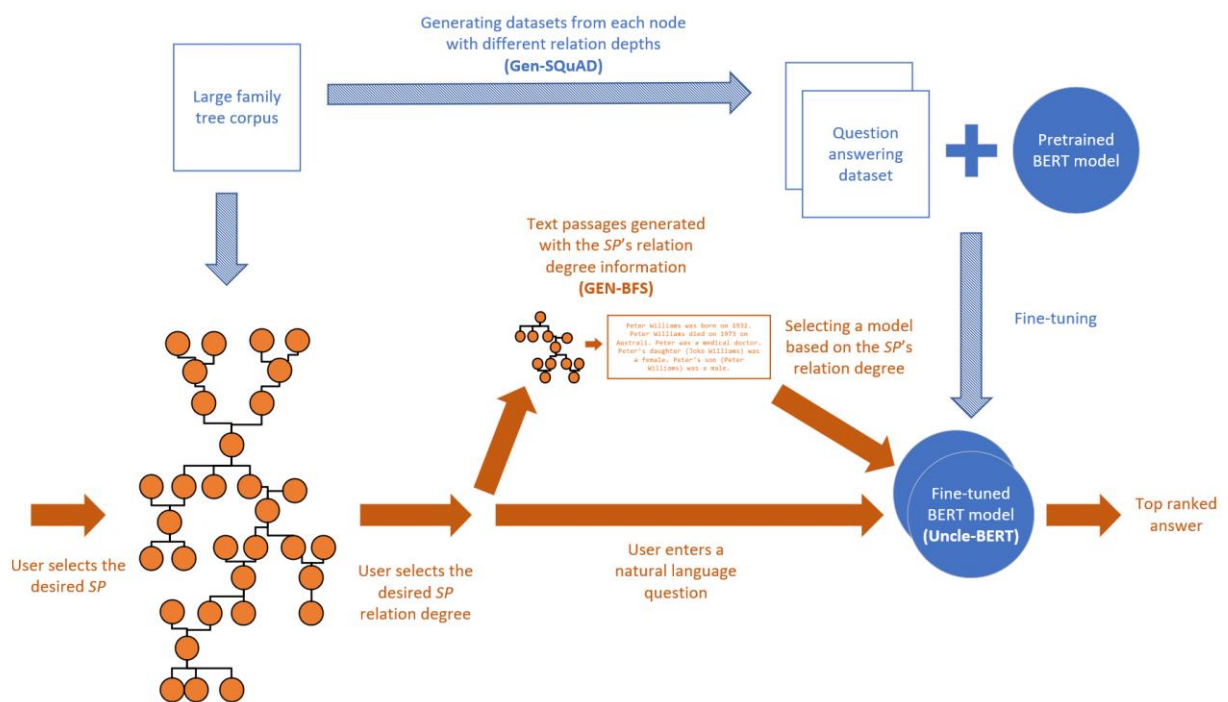 Generating datasets from each node
with different relation depths
(Gen-SQuAD)
Large family
tree corpus
Question
answering
dataset
Pretrained
BERT model
Text passages generated
with the SP's relation
degree information
(GEN-BFS)
Peter Williams was born on 1932.
Peter Williams died on 1973 on
Australi. Peter was a medical doctor.
Peter's daughter (Joko Williams) was
a female. Peter's son (Peter
Williams) was a male.
Selecting a model
based on the SP's
relation degree
Fine-tuning
User selects the
desired SP
User selects the
desired SP
relation degree
User enters a
natural language
question
Fine-tuned
BERT model
(Uncle-BERT)
Top ranked
answer